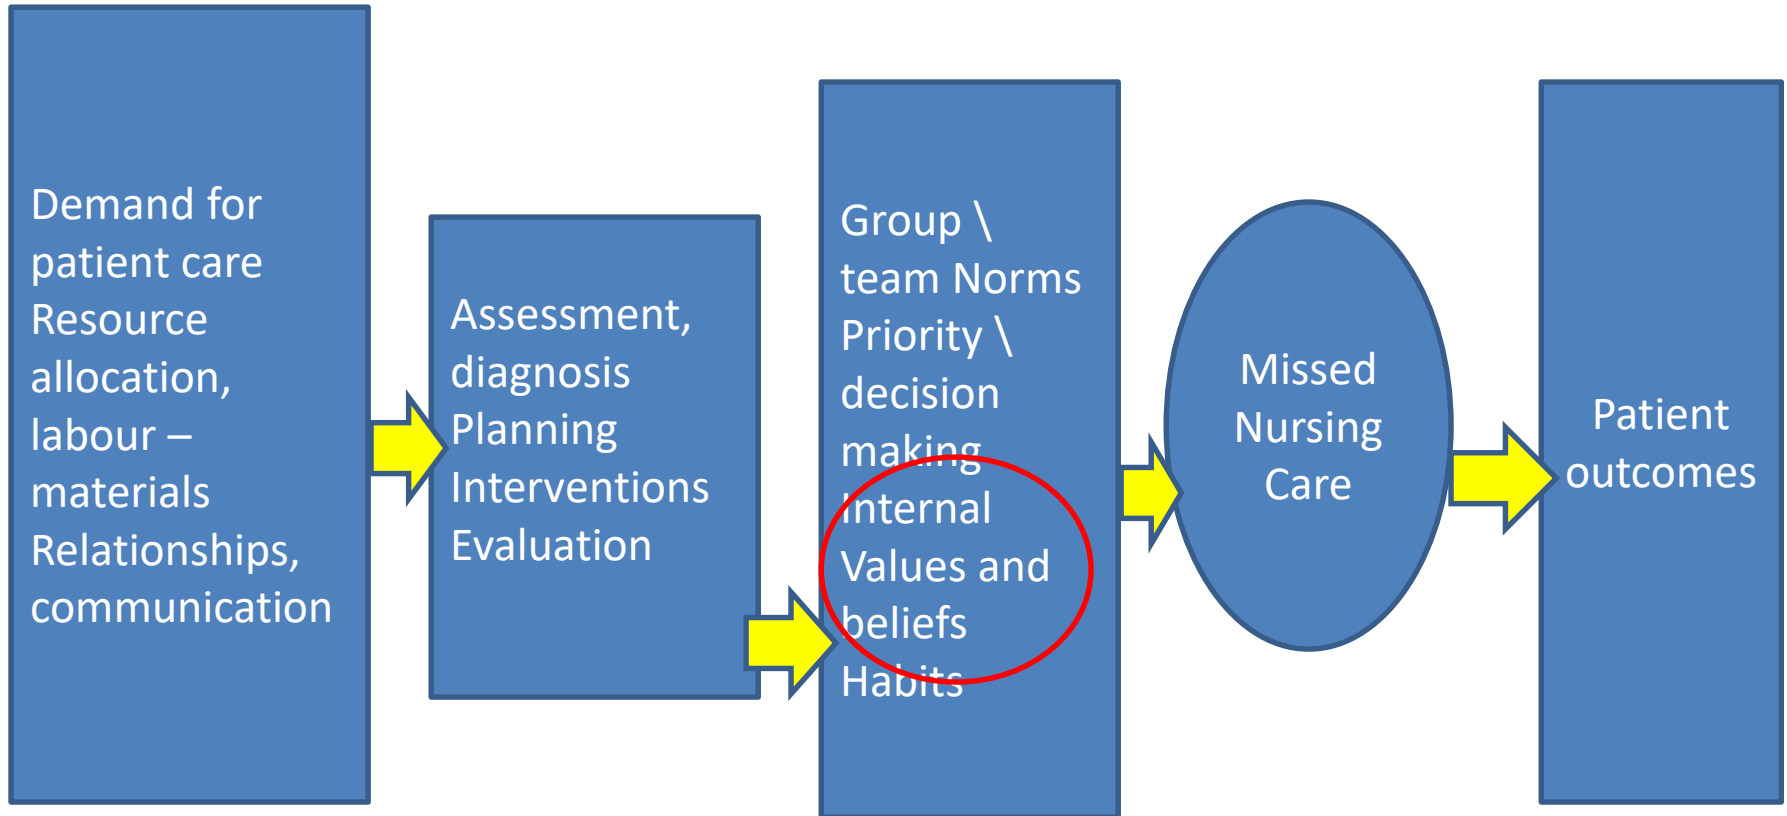 Demand for
patient care
Resource
allocation,
labour –
materials
Relationships,
communication
Assessment,
diagnosis
Planning
Interventions
Evaluation
Group \
team Norms
Priority \
decision
making
Internal
Values and
beliefs
Habits
Missed
Nursing
Care
Patient
outcomes